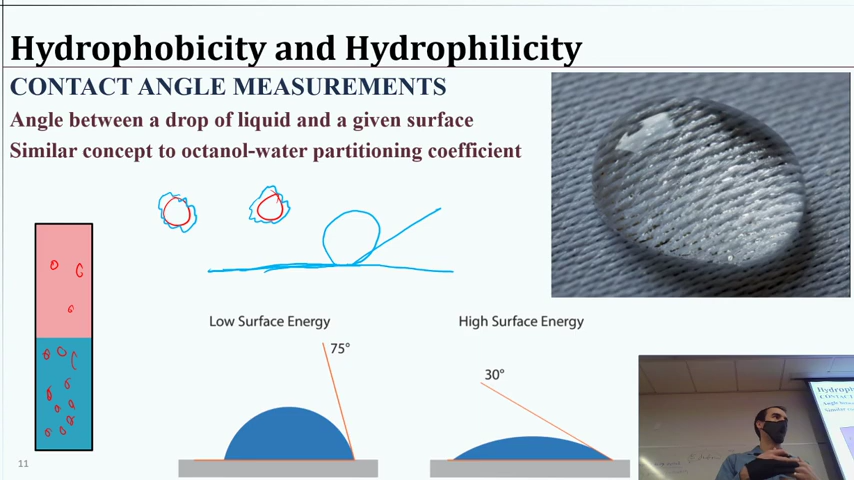 Hydrophobicity and Hydrophilicity
CONTACT ANGLE MEASUREMENTS
Angle between a drop of liquid and a given surface
Similar concept to octanol-water partitioning coefficient
Low Surface Energy
75°
High Surface Energy
30°
11